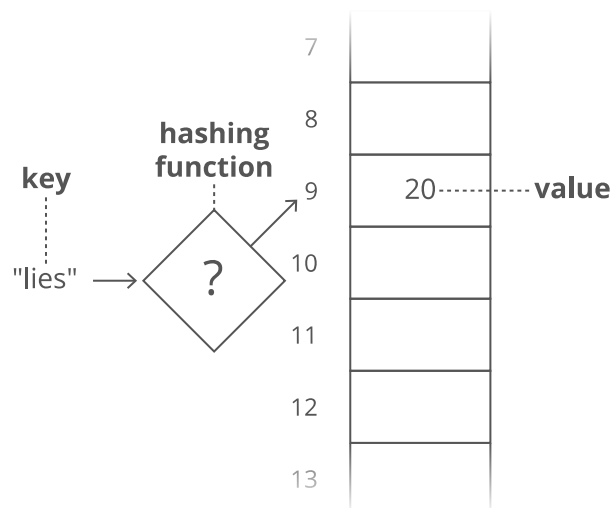 7
8
hashing
function
key
9
20
value
"lies"
?
10
11
12
13